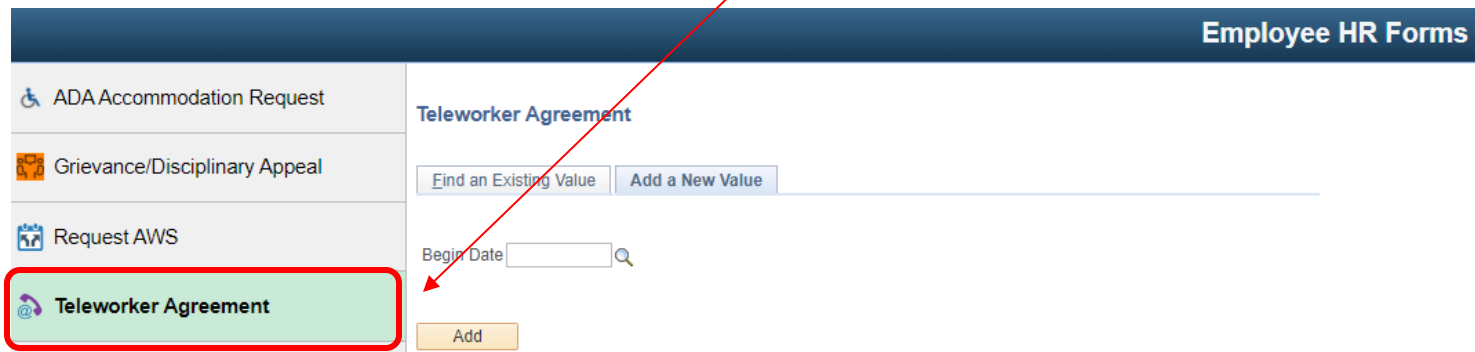 Employee HR Forms
ADA Accommodation Request
Grievance/Disciplinary Appeal
Request AWS
Teleworker Agreement
Teleworker Agreement
Find an Existing Value
Add a New Value
Begin Date
Add